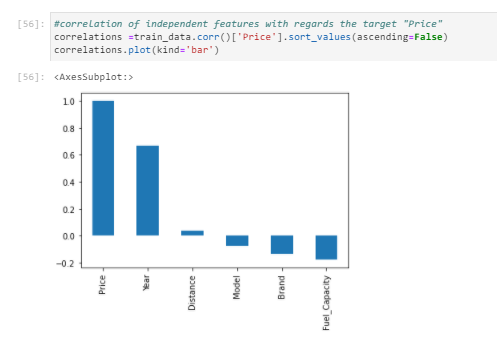 [56]: #correlation of independent features with regards the target "Price"
correlations =train_data.corr()['Price'].sort_values(ascending=False)
correlations.plot(kind='bar')
[56]: <AxesSubplot:>
1.0
0.8
0.6
0.4
0.2
0.0
−0.2
Price
Year
Distance
Model
Brand
Fuel_Capacity